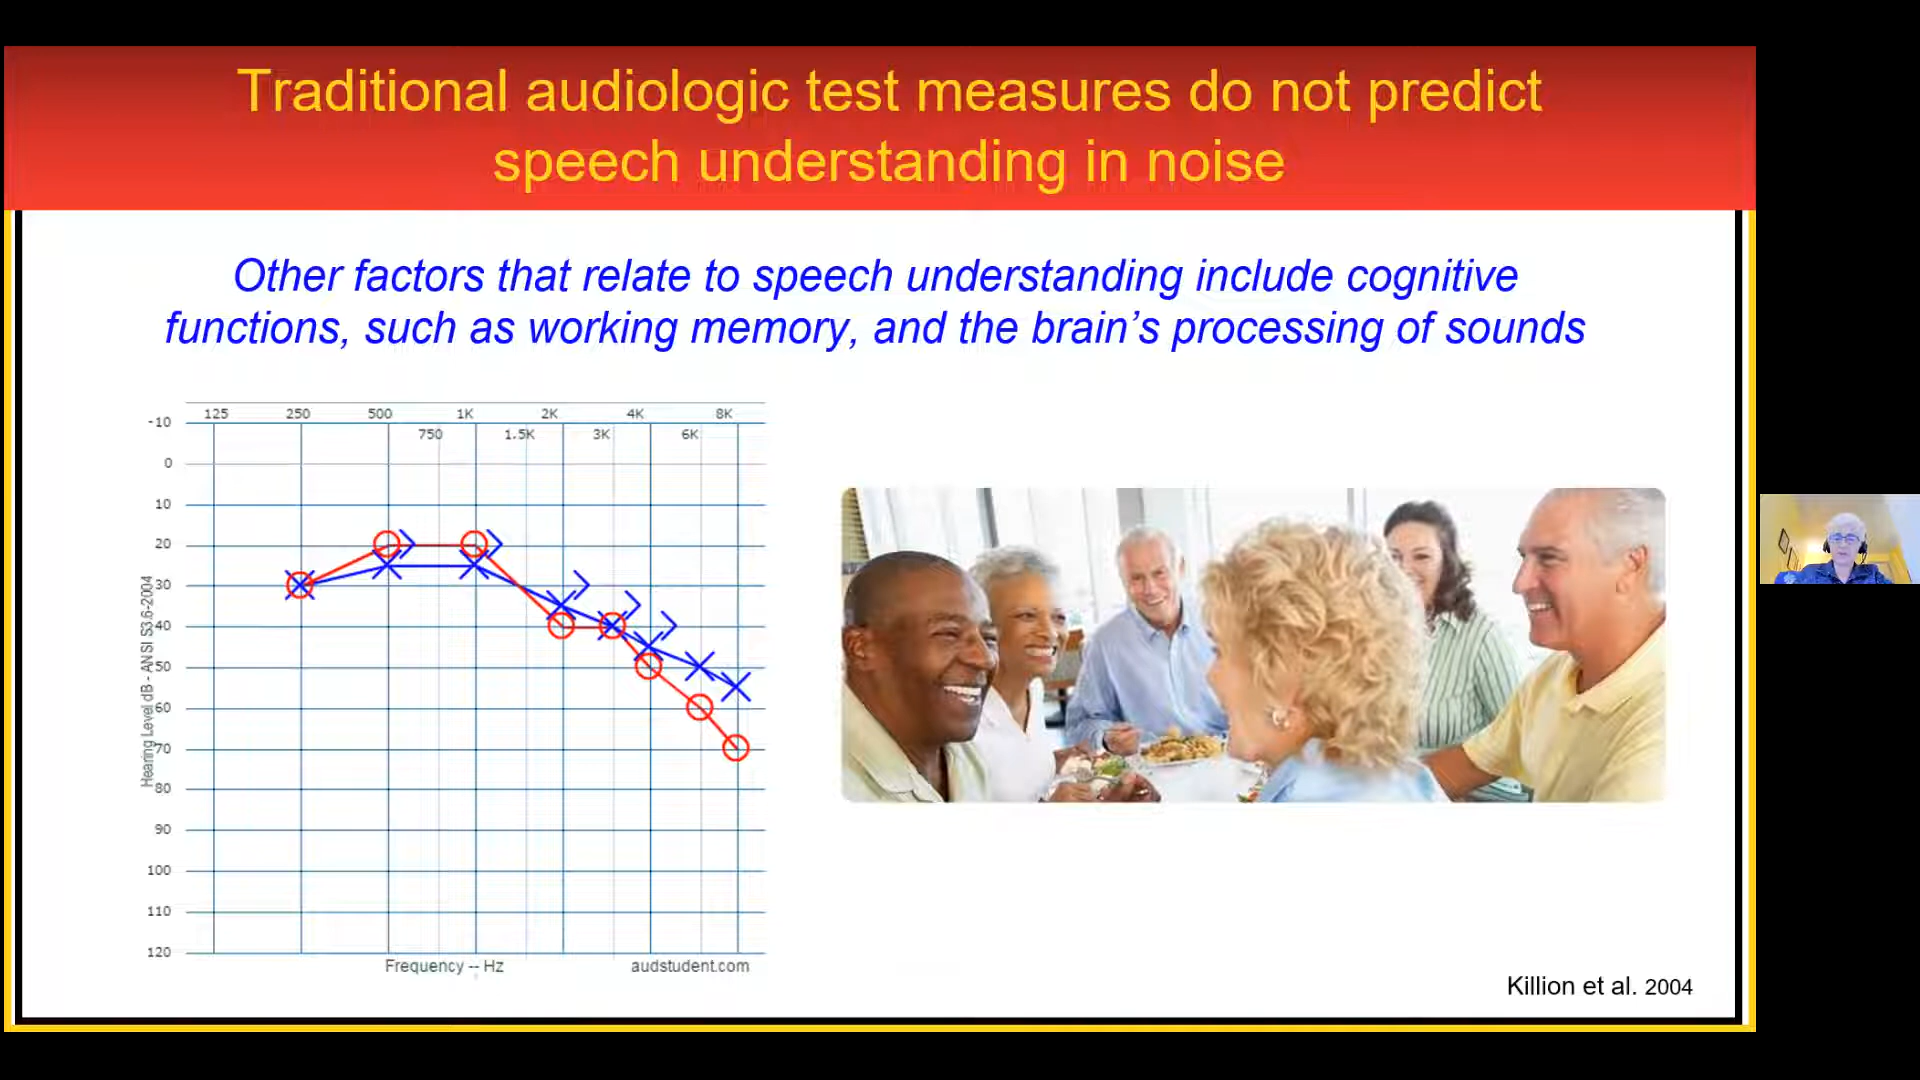 Traditional audiologic test measures do not predict
speech understanding in noise
Other factors that relate to speech understanding include cognitive
functions, such as working memory, and the brain’s processing of sounds
125 250 500 1K 2K 4K 8K
750 1.5K 3K 6K
-10
0
10
20
30
40
50
60
70
80
90
100
110
120
Hearing Level dB - ANSI S3.6-2004
Frequency -- Hz
audstudent.com
Killion et al. 2004